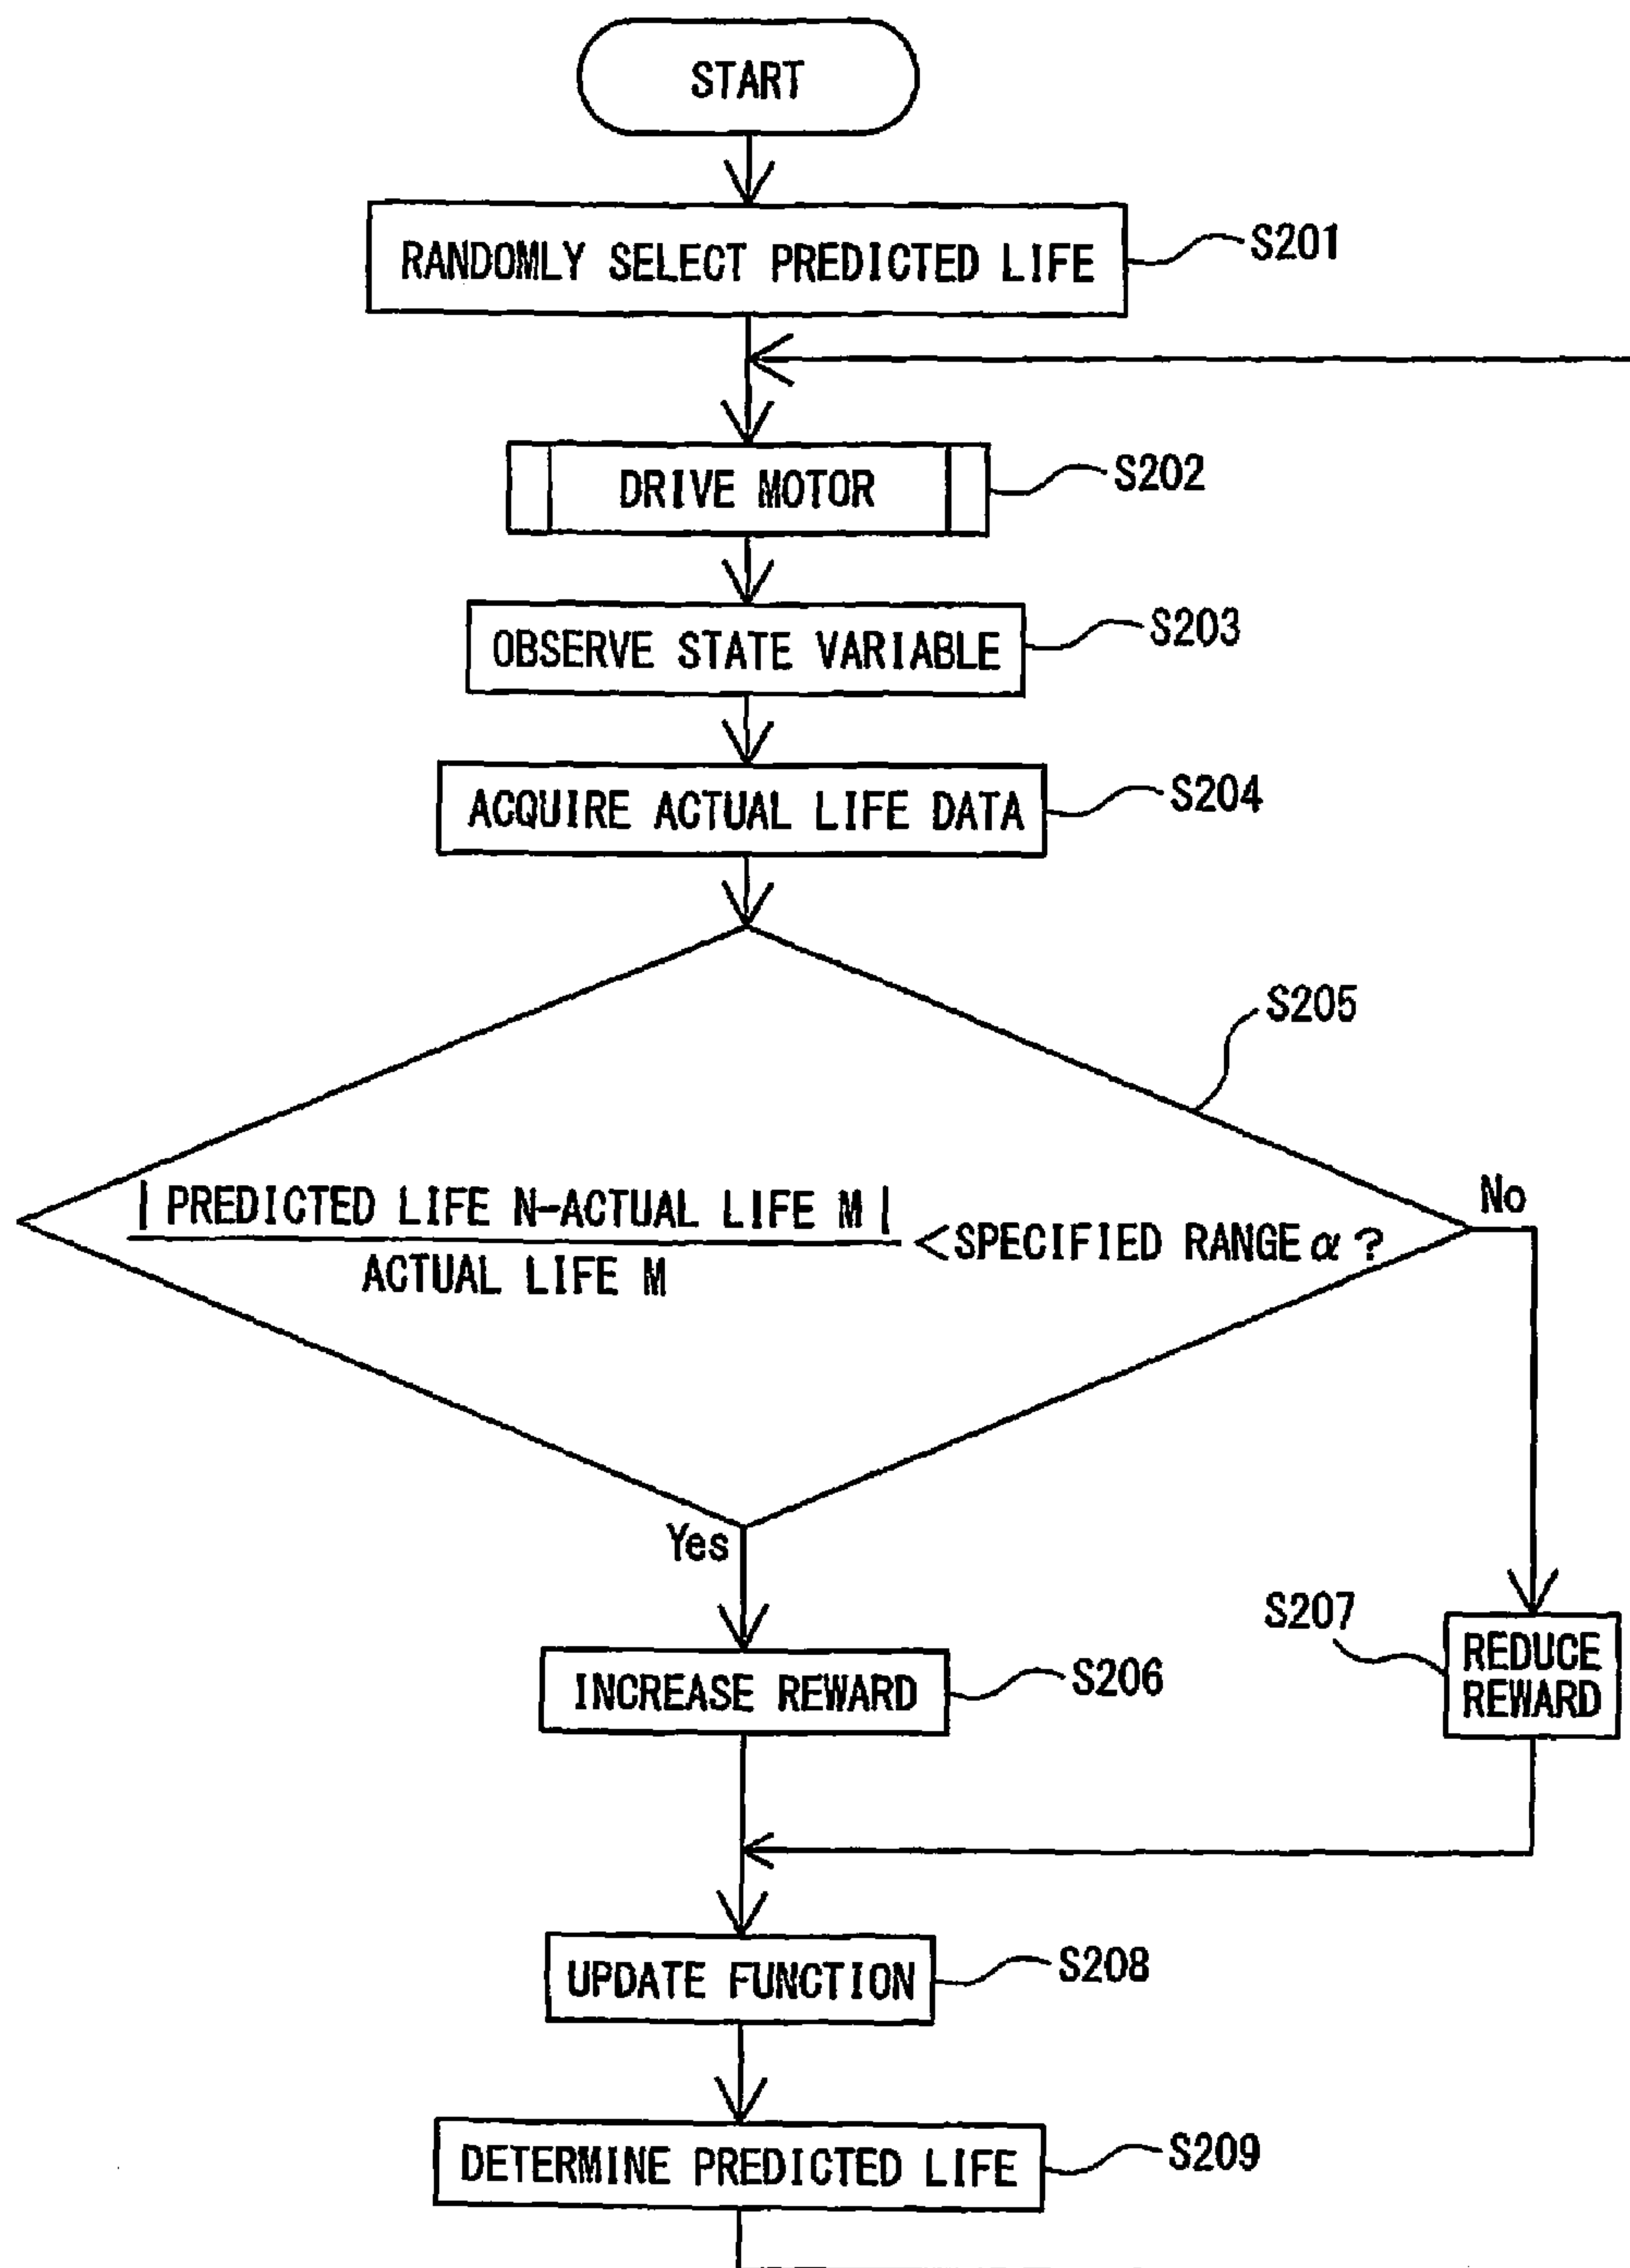 START
RANDOMLY SELECT PREDICTED LIFE
S201
DRIVE MOTOR
S202
OBSERVE STATE VARIABLE
S203
ACQUIRE ACTUAL LIFE DATA
S204
S205
| PREDICTED LIFE N-ACTUAL LIFE M |
ACTUAL LIFE M
<SPECIFIED RANGE α ?
No
Yes
INCREASE REWARD
S206
S207
REDUCE
REWARD
UPDATE FUNCTION
S208
DETERMINE PREDICTED LIFE
S209